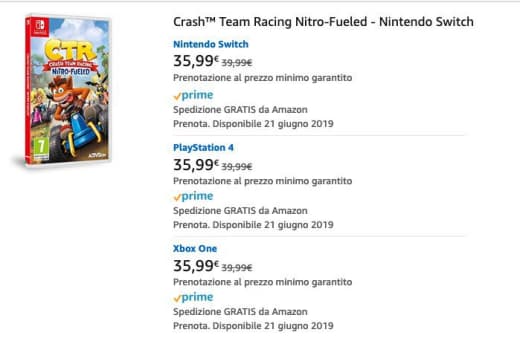 Crash™ Team Racing Nitro-Fueled - Nintendo Switch
NINTENDO SWITCH
CTR
CRASH TEAM RACING
NITRO-FUELED
7
ACTIVISION
Nintendo Switch
35,99€ 39,99€
Prenotazione al prezzo minimo garantito
prime
Spedizione GRATIS da Amazon
Prenota. Disponibile 21 giugno 2019
PlayStation 4
35,99€ 39,99€
Prenotazione al prezzo minimo garantito
prime
Spedizione GRATIS da Amazon
Prenota. Disponibile 21 giugno 2019
Xbox One
35,99€ 39,99€
Prenotazione al prezzo minimo garantito
prime
Spedizione GRATIS da Amazon
Prenota. Disponibile 21 giugno 2019